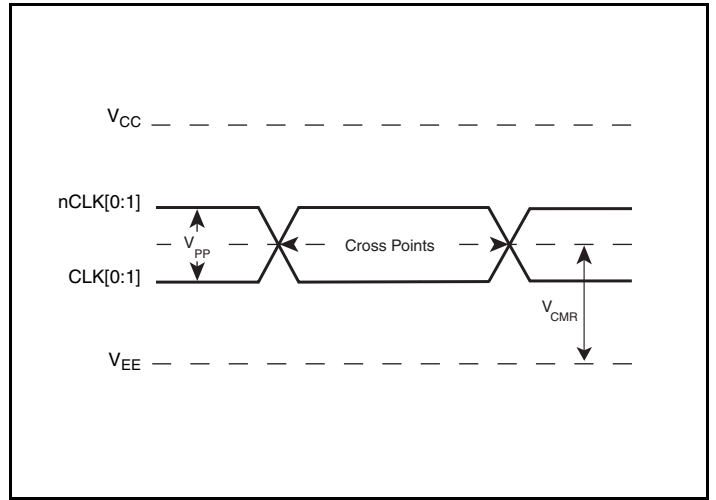 VCC
nCLK[0:1]
VPP
Cross Points
CLK[0:1]
VCMR
VEE